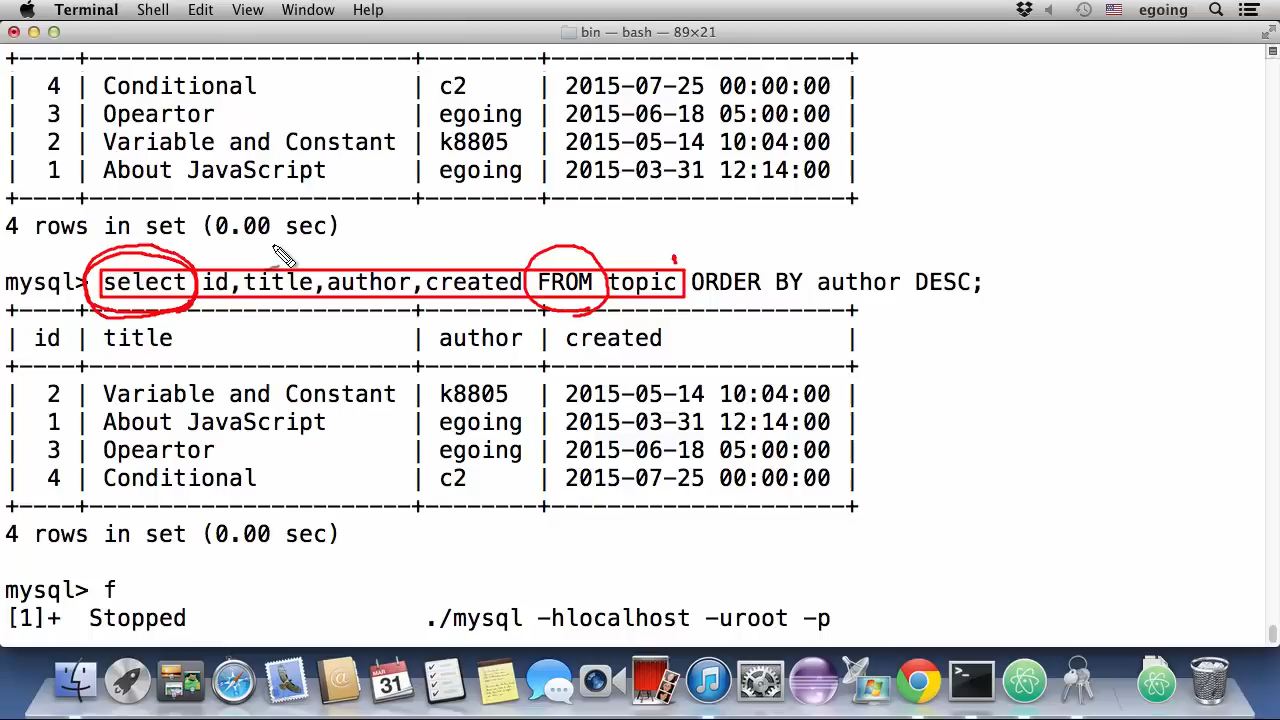 Terminal Shell Edit View Window Help egoing
bin — bash — 89×21
+----+------------------------+--------+---------------------+
|  4 | Conditional            | c2     | 2015-07-25 00:00:00 |
|  3 | Opeartor               | egoing | 2015-06-18 05:00:00 |
|  2 | Variable and Constant  | k8805  | 2015-05-14 10:04:00 |
|  1 | About JavaScript       | egoing | 2015-03-31 12:14:00 |
+----+------------------------+--------+---------------------+
4 rows in set (0.00 sec)
mysql> select id,title,author,created FROM topic ORDER BY author DESC;
+----+------------------------+--------+---------------------+
| id | title                  | author | created             |
+----+------------------------+--------+---------------------+
|  2 | Variable and Constant  | k8805  | 2015-05-14 10:04:00 |
|  1 | About JavaScript       | egoing | 2015-03-31 12:14:00 |
|  3 | Opeartor               | egoing | 2015-06-18 05:00:00 |
|  4 | Conditional            | c2     | 2015-07-25 00:00:00 |
+----+------------------------+--------+---------------------+
4 rows in set (0.00 sec)
mysql> f
[1]+  Stopped                 ./mysql -hlocalhost -uroot -p
31